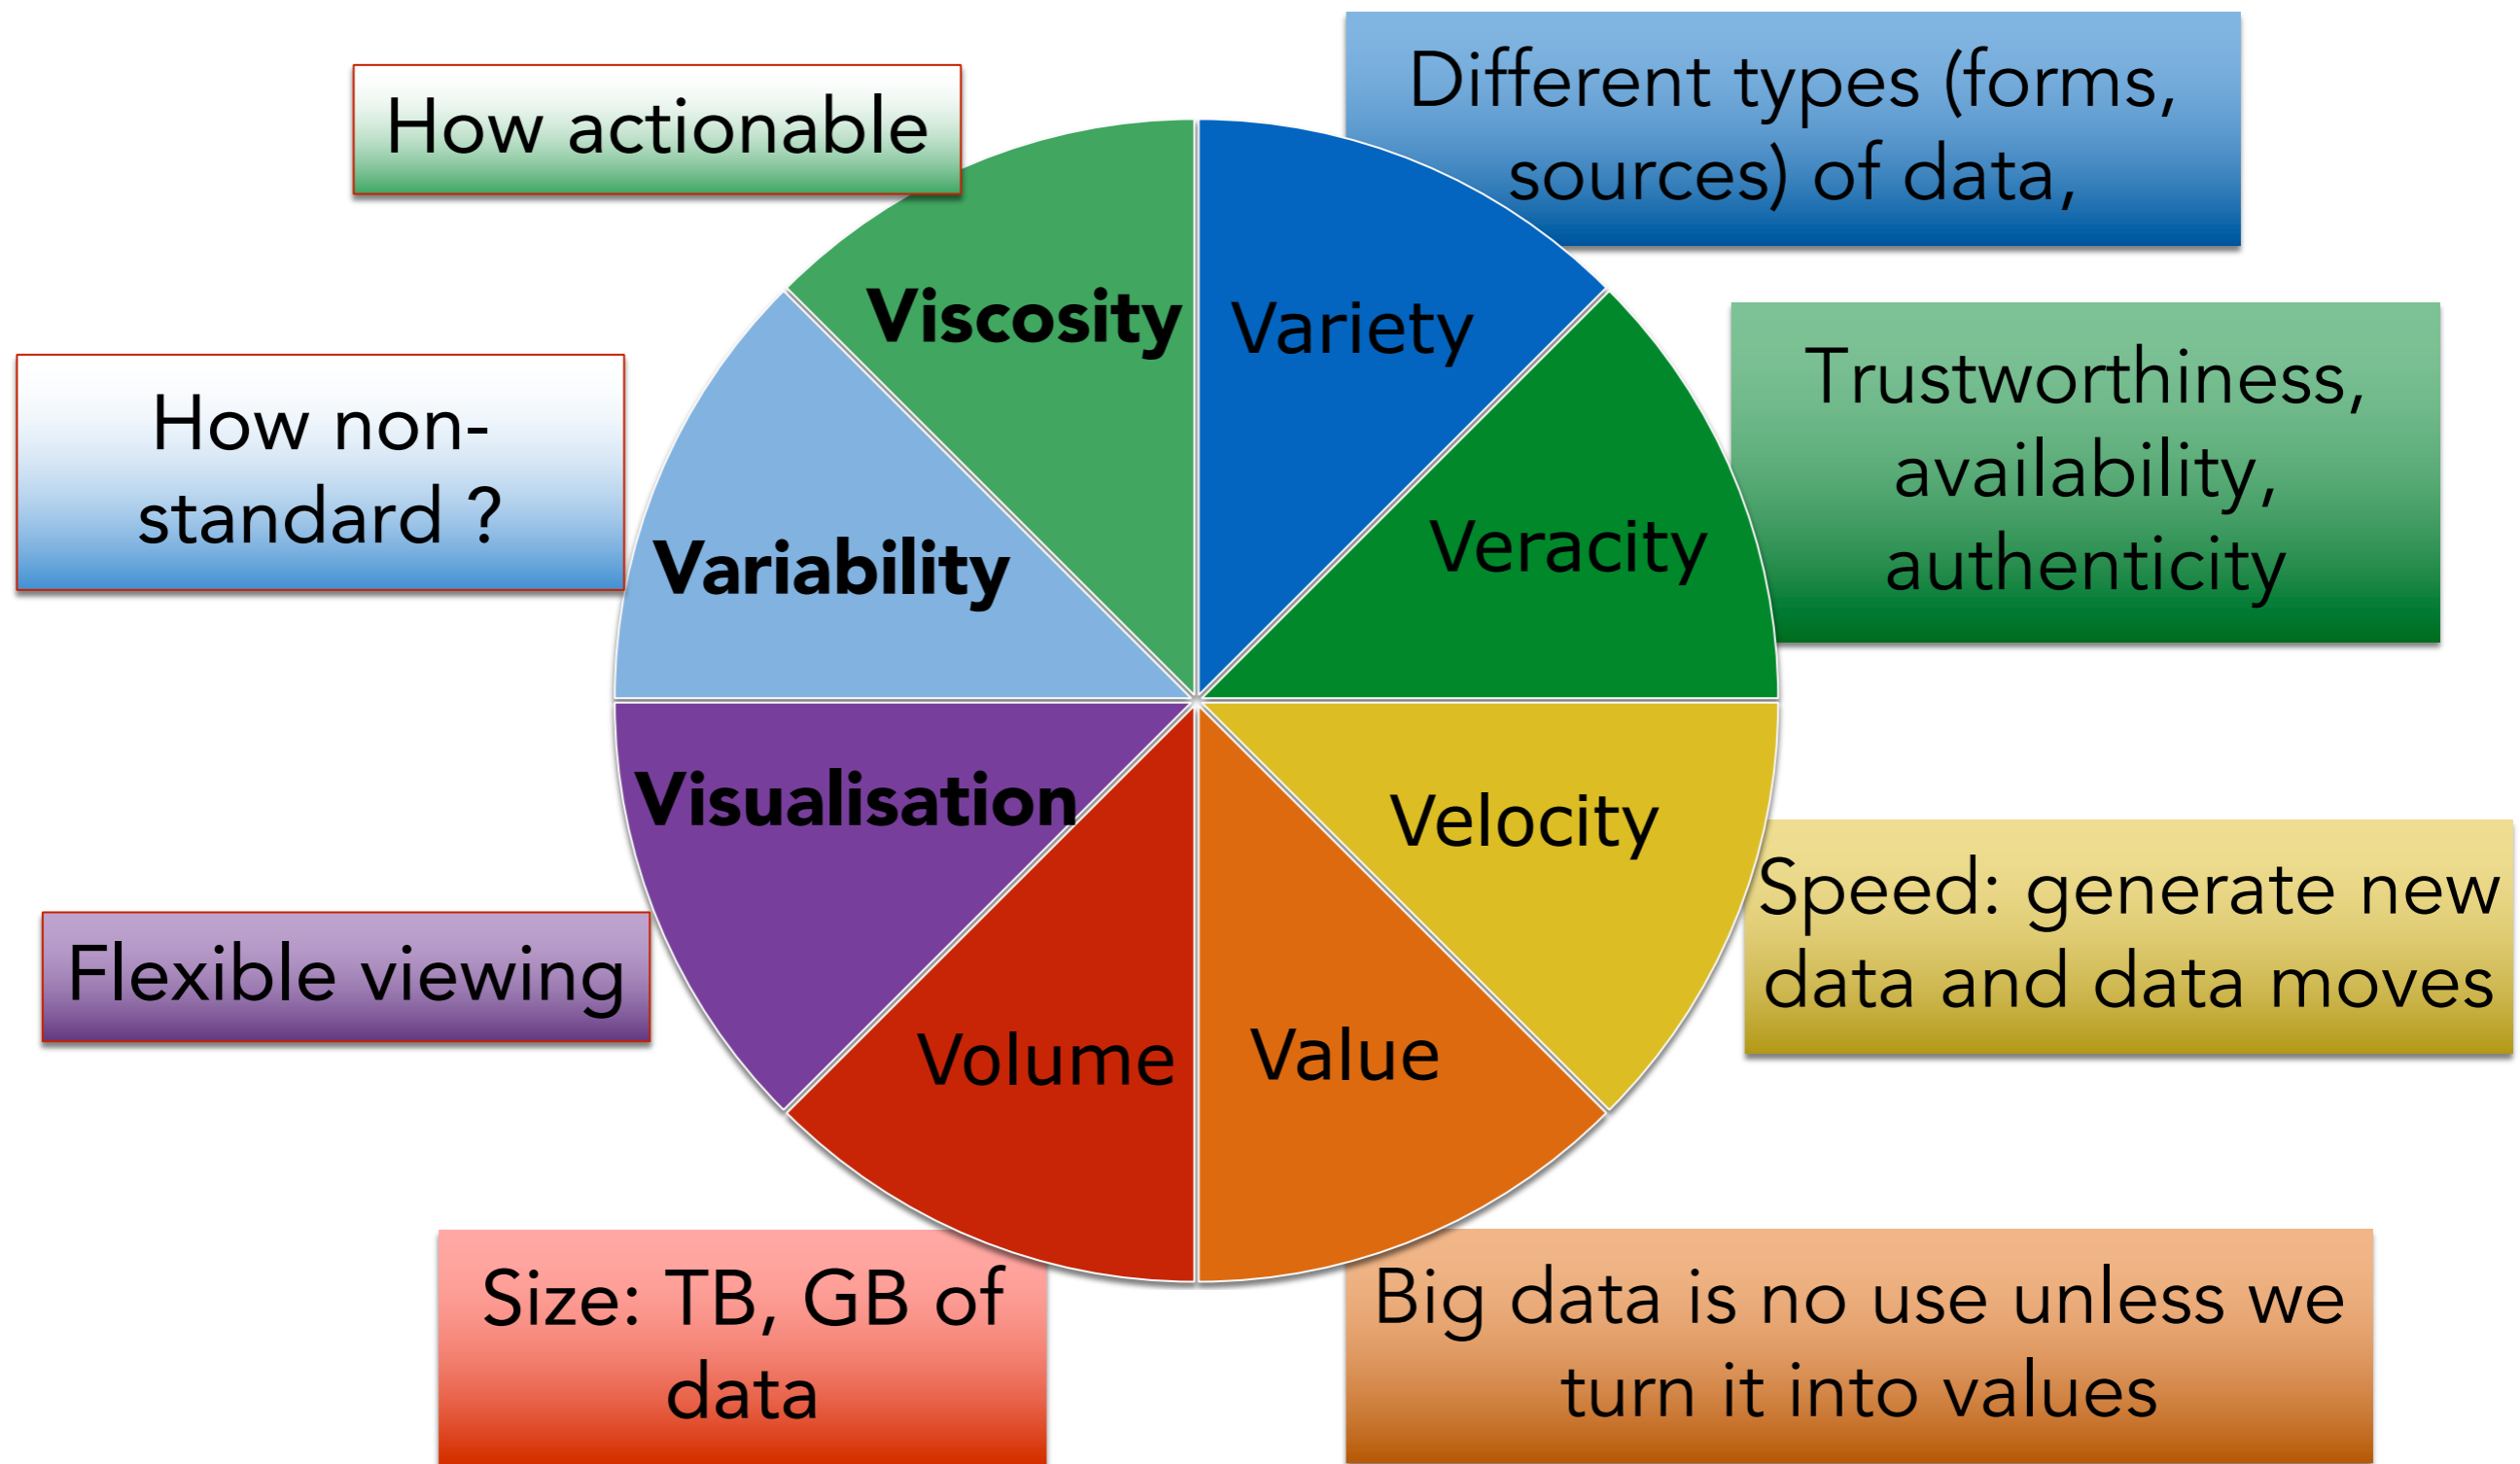 How actionable
Different types (forms,
sources) of data,
Viscosity
Variety
How non-
standard ?
Trustworthiness,
availability,
authenticity
Variability
Veracity
Visualisation
Velocity
Speed: generate new
data and data moves
Flexible viewing
Volume
Value
Size: TB, GB of
data
Big data is no use unless we
turn it into values